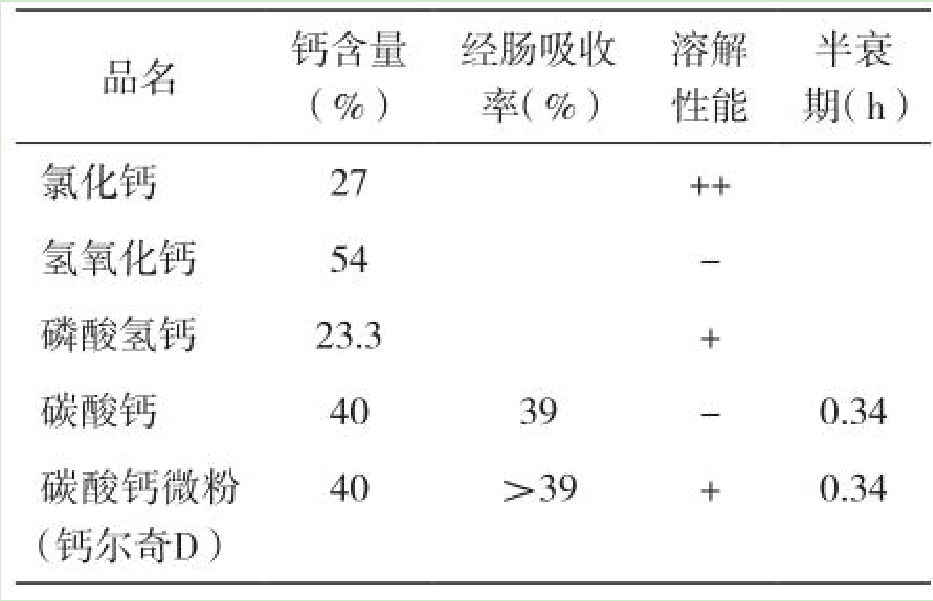 品名 钙含量(%) 经肠吸收率(%) 溶解性能 半衰期(h)
氯化钙 27 ++
氢氧化钙 54 –
磷酸氢钙 23.3 +
碳酸钙 40 39 – 0.34
碳酸钙微粉 40 >39 + 0.34
(钙尔奇D)